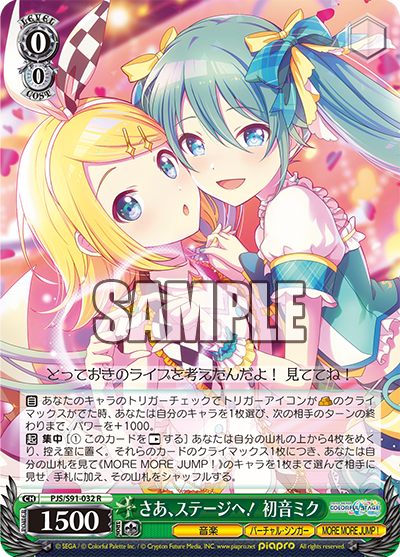 LEVEL
0
0
COST
SAMPLE
とっておきのライブを考えたんだよ! 見ててね!
自 あなたのキャラのトリガーチェックでトリガーアイコンがのクライ
マックスがでた時、あなたは自分のキャラを1枚選び、次の相手のターンの終
わりまで、パワーを+1000。
起 集中 [① このカードをする] あなたは自分の山札の上から4枚をめく
り、控え室に置く。それらのカードのクライマックス1枚につき、あなたは自
分の山札を見て《MORE MORE JUMP!》のキャラを1枚まで選んで相手に見
せ、手札に加え、その山札をシャッフルする。
CH PJS/S91-032 R
さあ、ステージへ! 初音ミク
COLORFUL STAGE!
POWER
1500
音楽
バーチャル・シンガー
MORE MORE JUMP!
© SEGA / © Colorful Palette Inc. / © Crypton Future Media, INC. www.piapro.net piapro All rights reserved.